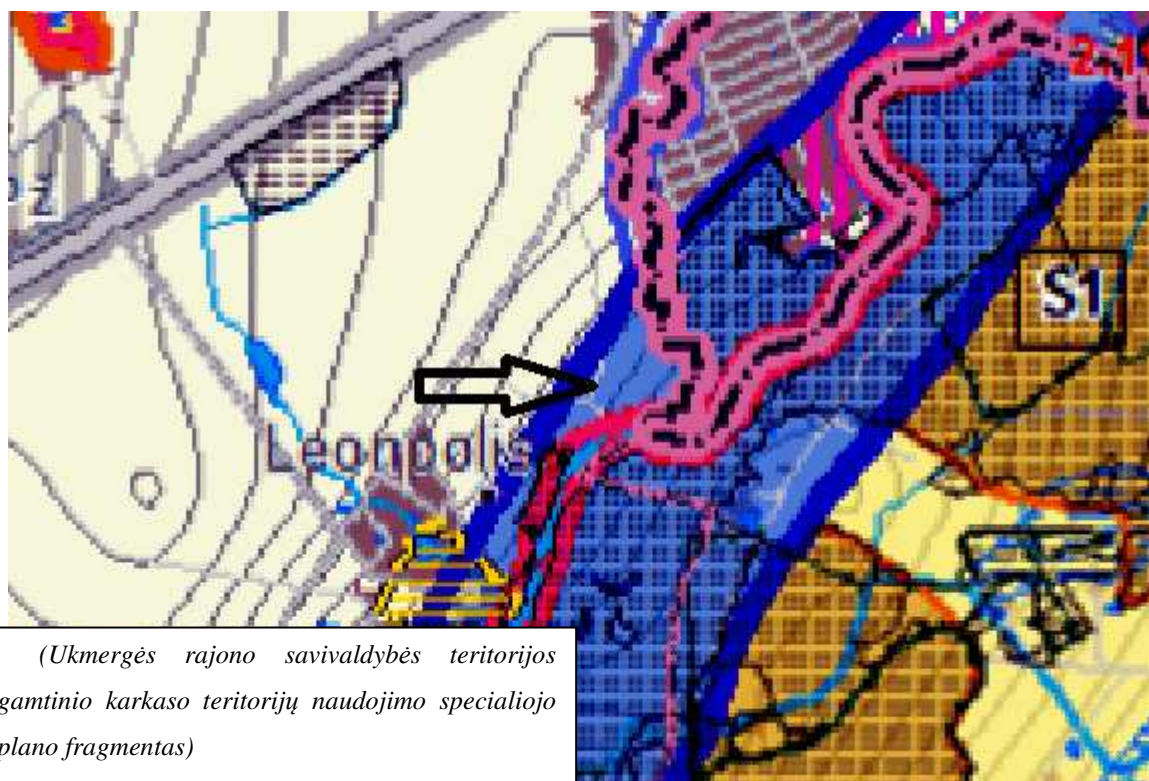 S1
Leonpolis
(Ukmergės rajono savivaldybės teritorijos
gamtinio karkaso teritorijų naudojimo specialiojo
plano fragmentas)